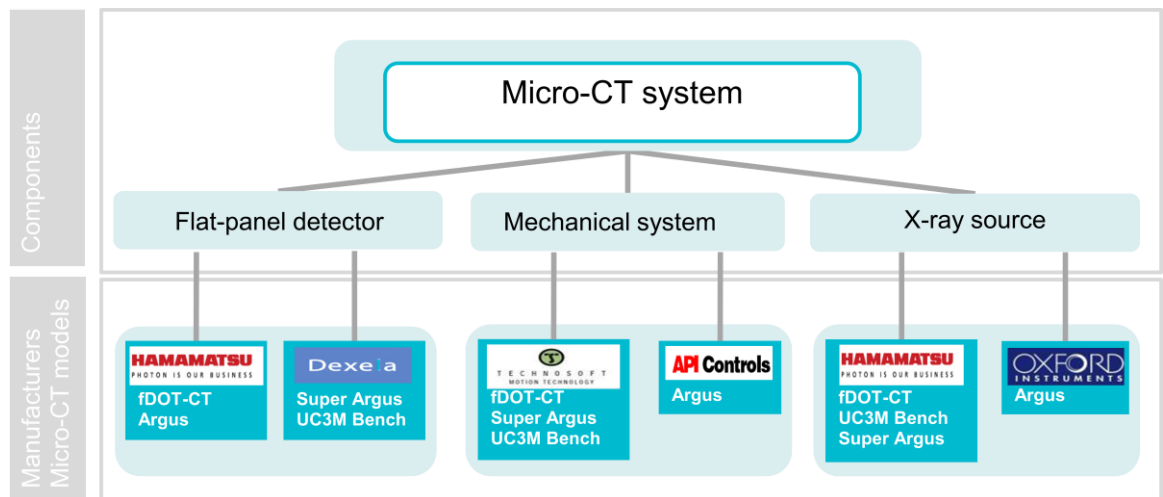 Components
Micro-CT system
Flat-panel detector
Mechanical system
X-ray source
Manufacturers
Micro-CT models
HAMAMATSU
PHOTON IS OUR BUSINESS
fDOT-CT
Argus
Dexela
Super Argus
UC3M Bench
TECHNOSOFT
MOTION TECHNOLOGY
fDOT-CT
Super Argus
UC3M Bench
API Controls
Argus
HAMAMATSU
PHOTON IS OUR BUSINESS
fDOT-CT
UC3M Bench
Super Argus
OXFORD
INSTRUMENTS
Argus